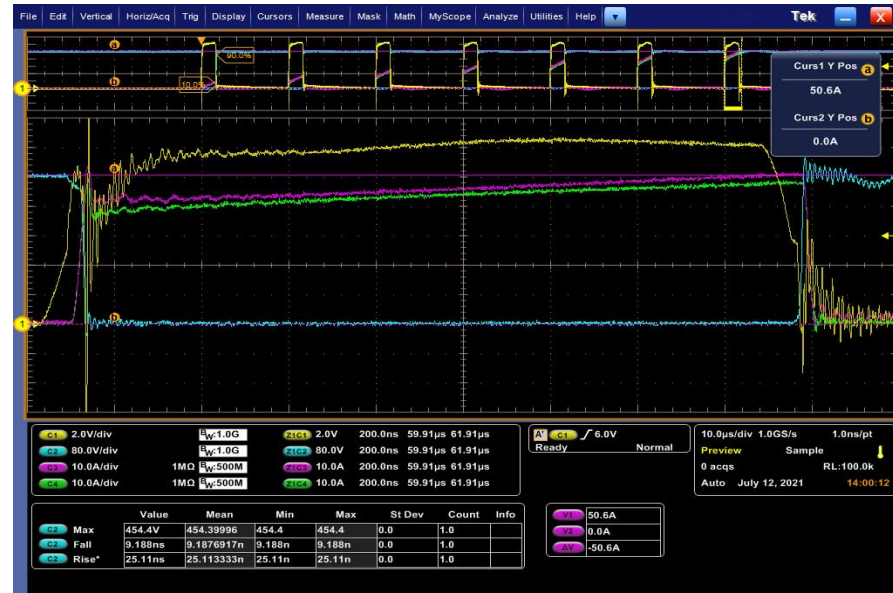 File Edit Vertical Horiz/Acq Trig Display Cursors Measure Mask Math MyScope Analyze Utilities Help Tek
a 90.0%
b 10.0%
1
Curs1 Y Pos a
50.6A
Curs2 Y Pos b
0.0A
a
b
1
C1 2.0V/div BW:1.0G Z1C1 2.0V 200.0ns 59.91µs 61.91µs
C2 80.0V/div BW:1.0G Z1C2 80.0V 200.0ns 59.91µs 61.91µs
C3 10.0A/div 1MΩ BW:500M Z1C3 10.0A 200.0ns 59.91µs 61.91µs
C4 10.0A/div 1MΩ BW:500M Z1C4 10.0A 200.0ns 59.91µs 61.91µs
A' C1 6.0V
Ready Normal
10.0µs/div 1.0GS/s 1.0ns/pt
Preview Sample
0 acqs RL:100.0k
Auto July 12, 2021 14:00:12
Value Mean Min Max St Dev Count Info
C2 Max 454.4V 454.39996 454.4 454.4 0.0 1.0
C2 Fall 9.188ns 9.1876917n 9.188n 9.188n 0.0 1.0
C2 Rise* 25.11ns 25.113333n 25.11n 25.11n 0.0 1.0
V1 50.6A
V2 0.0A
ΔV -50.6A